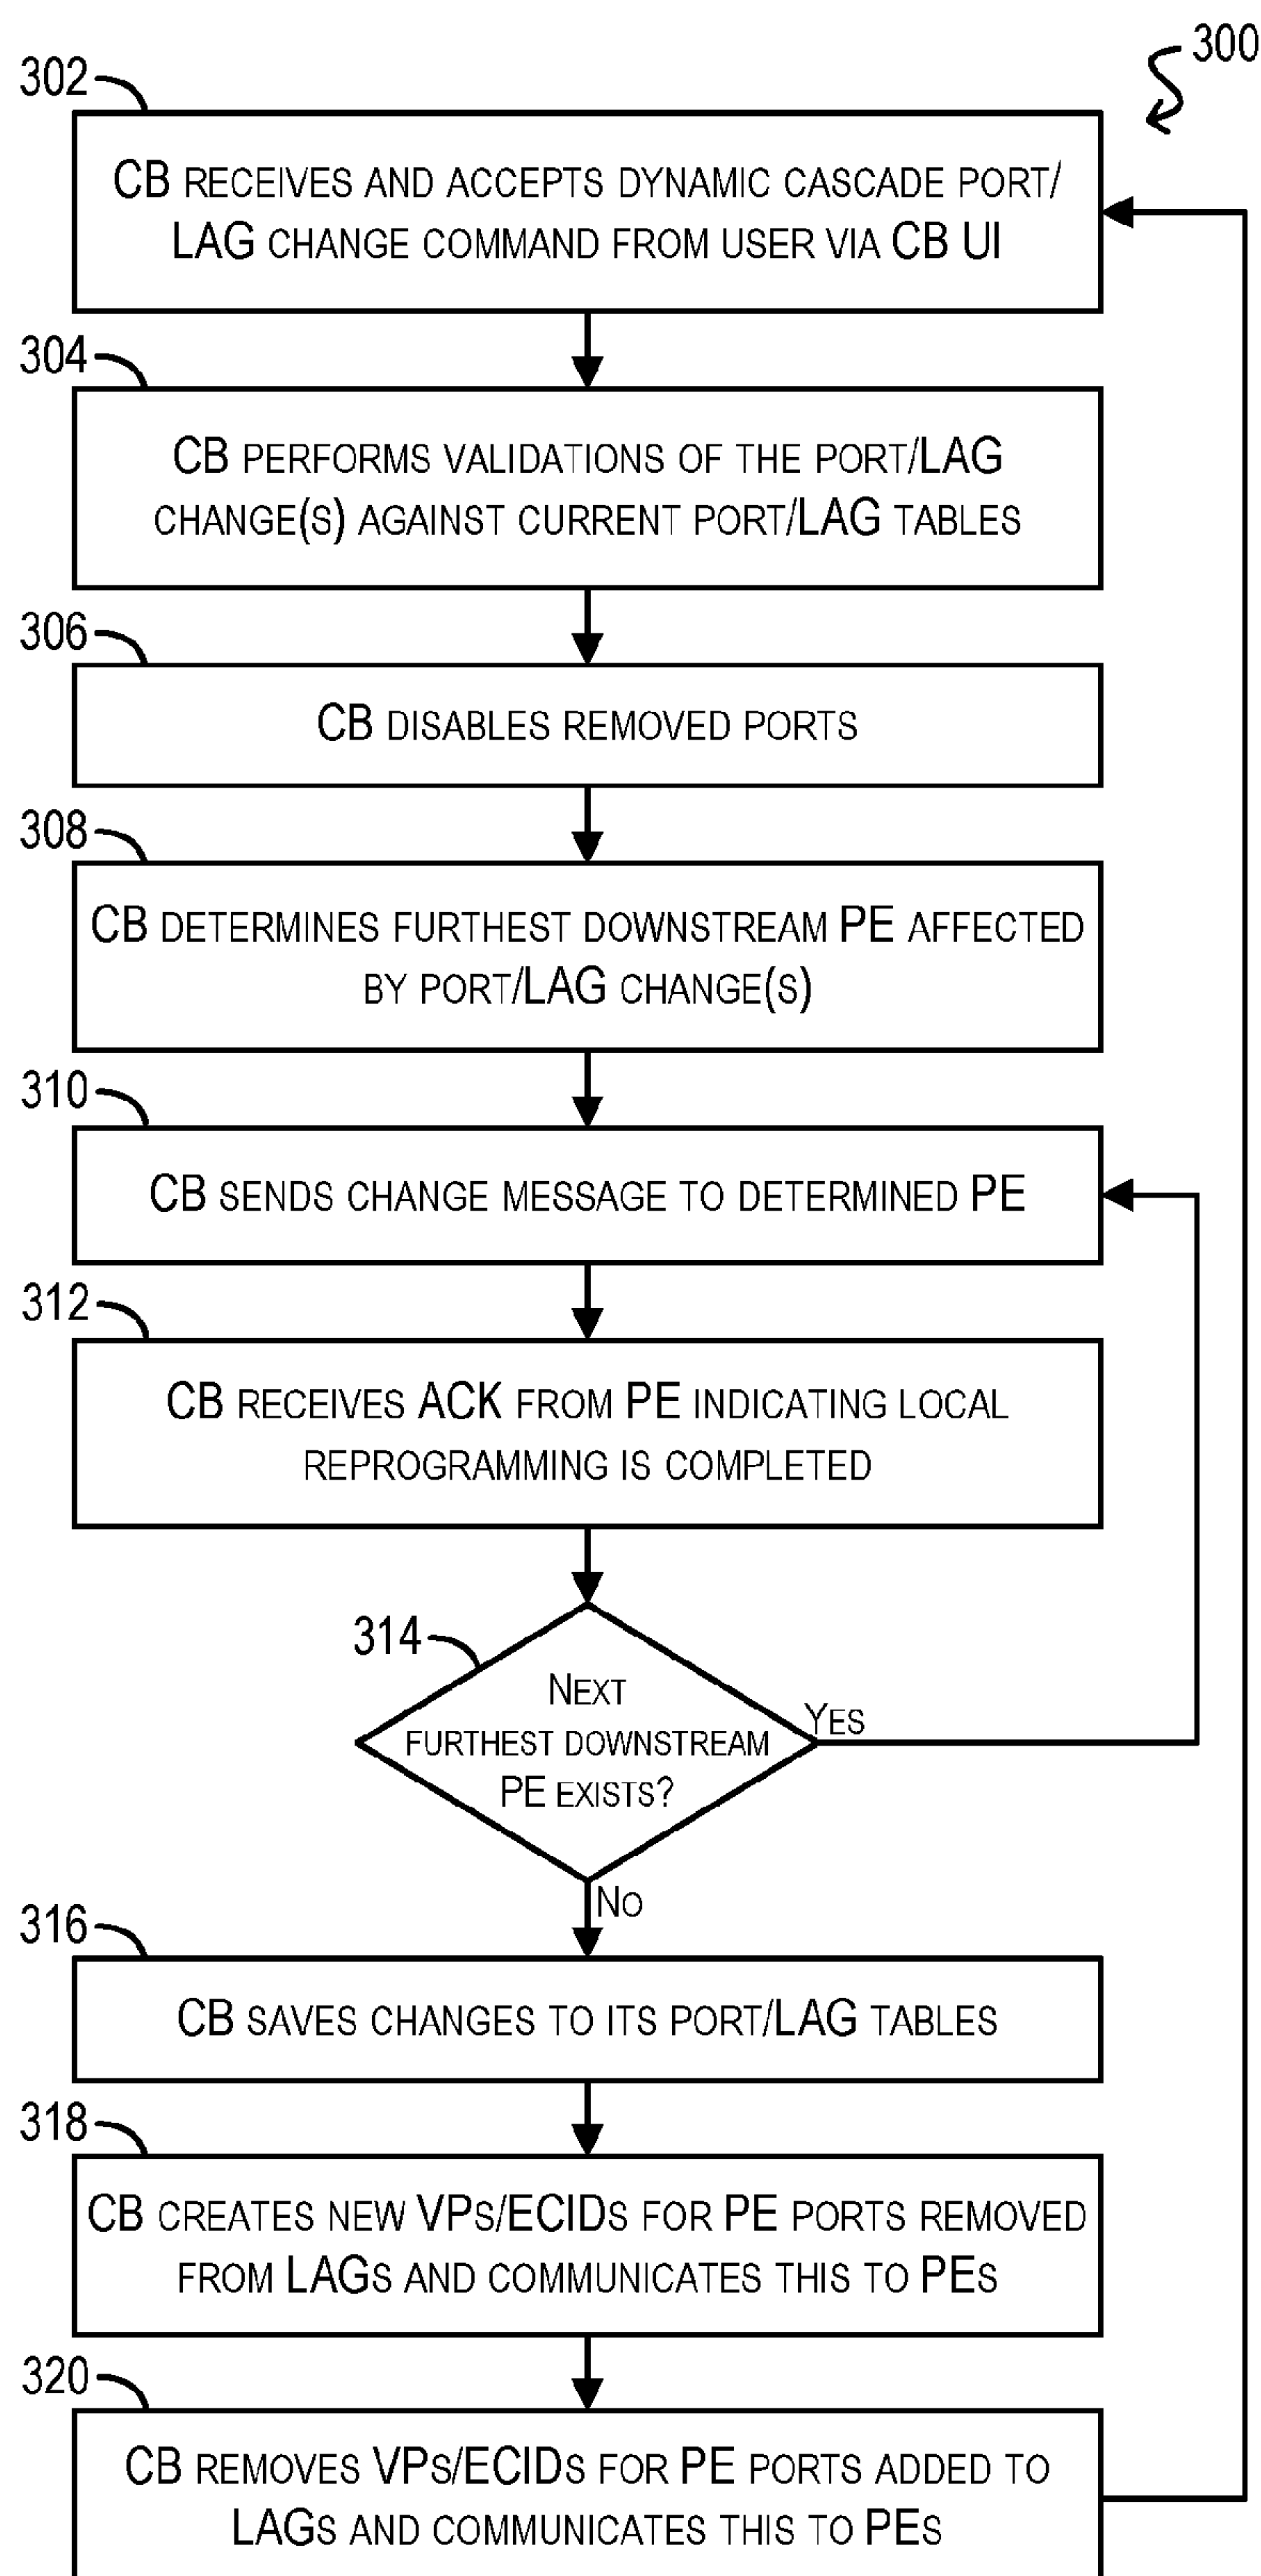 300
302
CB RECEIVES AND ACCEPTS DYNAMIC CASCADE PORT/
LAG CHANGE COMMAND FROM USER VIA CB UI
304
CB PERFORMS VALIDATIONS OF THE PORT/LAG
CHANGE(S) AGAINST CURRENT PORT/LAG TABLES
306
CB DISABLES REMOVED PORTS
308
CB DETERMINES FURTHEST DOWNSTREAM PE AFFECTED
BY PORT/LAG CHANGE(S)
310
CB SENDS CHANGE MESSAGE TO DETERMINED PE
312
CB RECEIVES ACK FROM PE INDICATING LOCAL
REPROGRAMMING IS COMPLETED
314
NEXT
FURTHEST DOWNSTREAM
PE EXISTS?
YES
NO
316
CB SAVES CHANGES TO ITS PORT/LAG TABLES
318
CB CREATES NEW VPS/ECIDS FOR PE PORTS REMOVED
FROM LAGS AND COMMUNICATES THIS TO PES
320
CB REMOVES VPS/ECIDS FOR PE PORTS ADDED TO
LAGS AND COMMUNICATES THIS TO PES